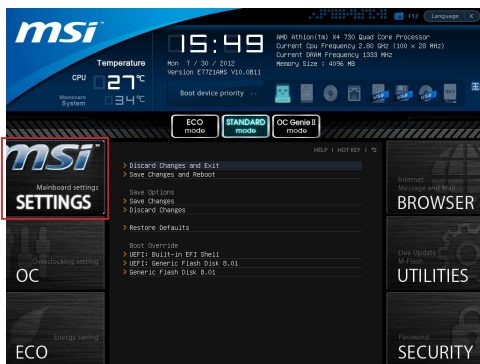 msi
F12 Language X
15:49
Temperature
Mon 7 / 30 / 2012
Version E7721AMS V10.0B11
CPU 27°C
Mainboard
System 34°C
AMD Athlon(tm) X4 730 Quad Core Processor
Current Cpu Frequency 2.80 GHz (100 x 28 MHz)
Current DRAM Frequency 1333 MHz
Memory Size : 4096 MB
Boot device priority
USB USB USB
ECO
mode
STANDARD
mode
OC Genie II
mode
HELP | HOT KEY |
msi
Mainboard settings
SETTINGS
Overclocking setting
OC
Energy saving
ECO
> Discard Changes and Exit
> Save Changes and Reboot
Save Options
> Save Changes
> Discard Changes
> Restore Defaults
Boot Override
> UEFI: Built-in EFI Shell
> UEFI: Generic Flash Disk 8.01
> Generic Flash Disk 8.01
Internet
Message and Mail
BROWSER
Live Update
M-Flash
UTILITIES
Password
SECURITY